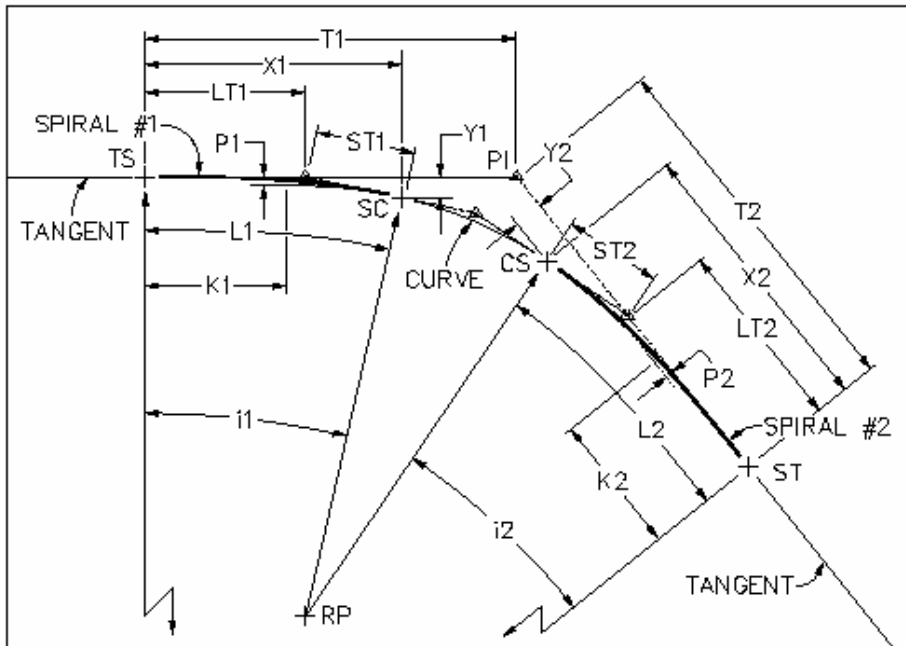 T1
X1
LT1
SPIRAL #1
P1
ST1
Y1
TS
PI
Y2
SC
TANGENT
L1
T2
CS
ST2
CURVE
X2
K1
LT2
P2
i1
L2
SPIRAL #2
ST
K2
i2
TANGENT
RP